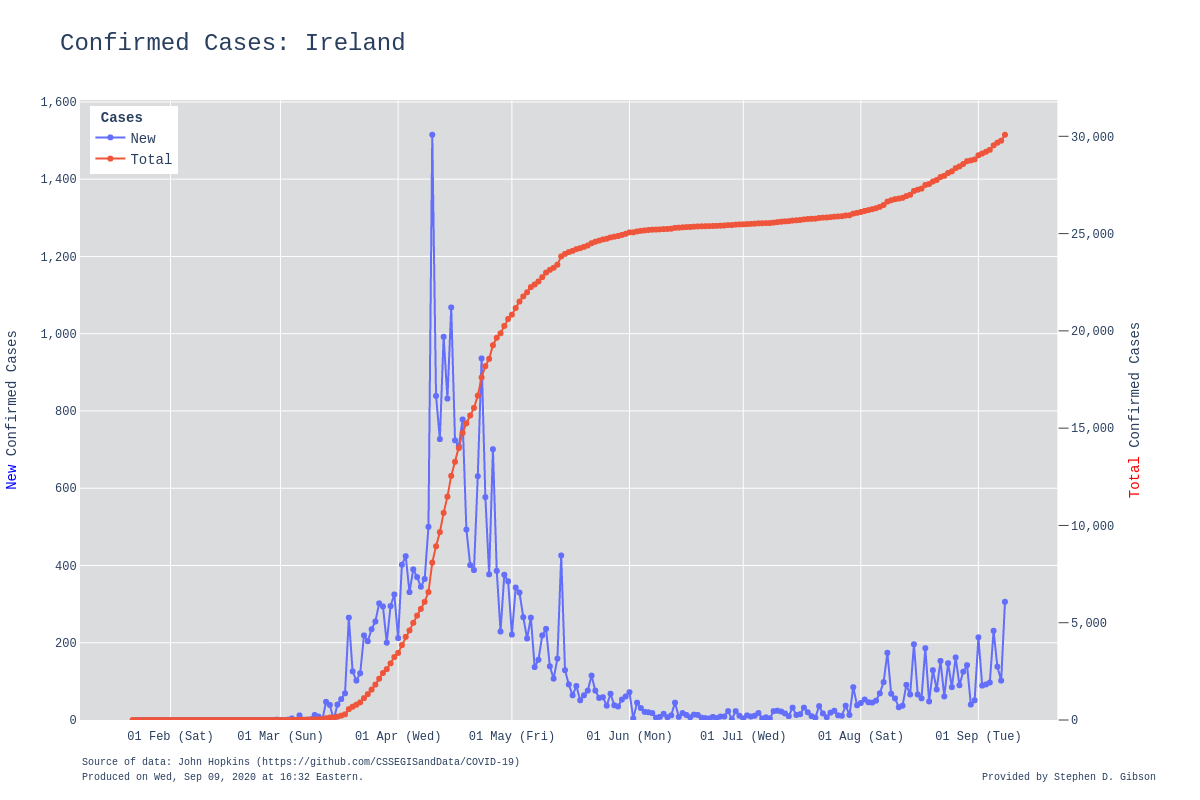 Confirmed Cases: Ireland
1,600
1,400
1,200
1,000
800
600
400
200
0
New Confirmed Cases
Cases
New
Total
30,000
25,000
20,000
15,000
10,000
5,000
0
Total Confirmed Cases
01 Feb (Sat) 01 Mar (Sun) 01 Apr (Wed) 01 May (Fri) 01 Jun (Mon) 01 Jul (Wed) 01 Aug (Sat) 01 Sep (Tue)
Source of data: John Hopkins (https://github.com/CSSEGISandData/COVID-19)
Produced on Wed, Sep 09, 2020 at 16:32 Eastern.
Provided by Stephen D. Gibson